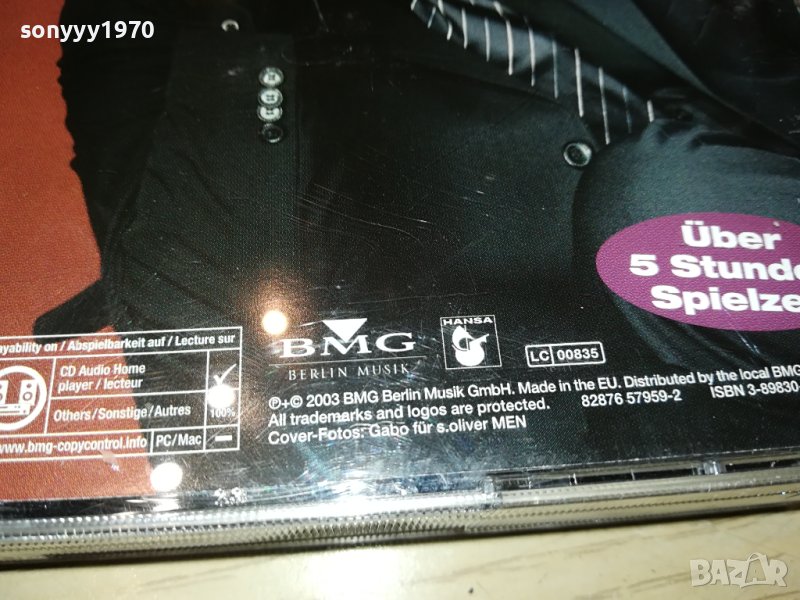 sonyyy1970
Über
5 Stunde
Spielze
ayability on / Abspielbarkeit auf / Lecture sur
CD Audio Home
player / lecteur
Others / Sonstige / Autres 100%
www.bmg-copycontrol.info PC/Mac –
BMG
BERLIN MUSIK
HANSA
LC 00835
℗+© 2003 BMG Berlin Musik GmbH. Made in the EU. Distributed by the local BMG
All trademarks and logos are protected. 82876 57959-2 ISBN 3-89830-
Cover-Fotos: Gabo für s.oliver MEN
BAZAR